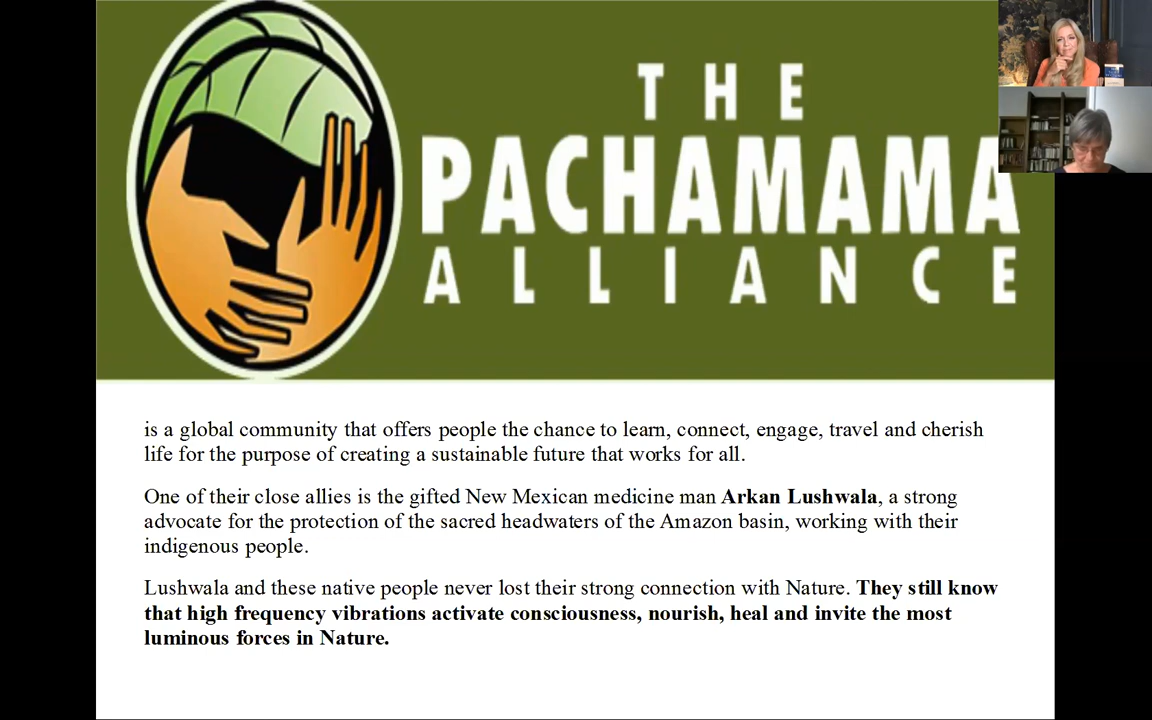 THE
PACHAMAMA
ALLIANCE
is a global community that offers people the chance to learn, connect, engage, travel and cherish
life for the purpose of creating a sustainable future that works for all.
One of their close allies is the gifted New Mexican medicine man Arkan Lushwala, a strong
advocate for the protection of the sacred headwaters of the Amazon basin, working with their
indigenous people.
Lushwala and these native people never lost their strong connection with Nature. They still know
that high frequency vibrations activate consciousness, nourish, heal and invite the most
luminous forces in Nature.